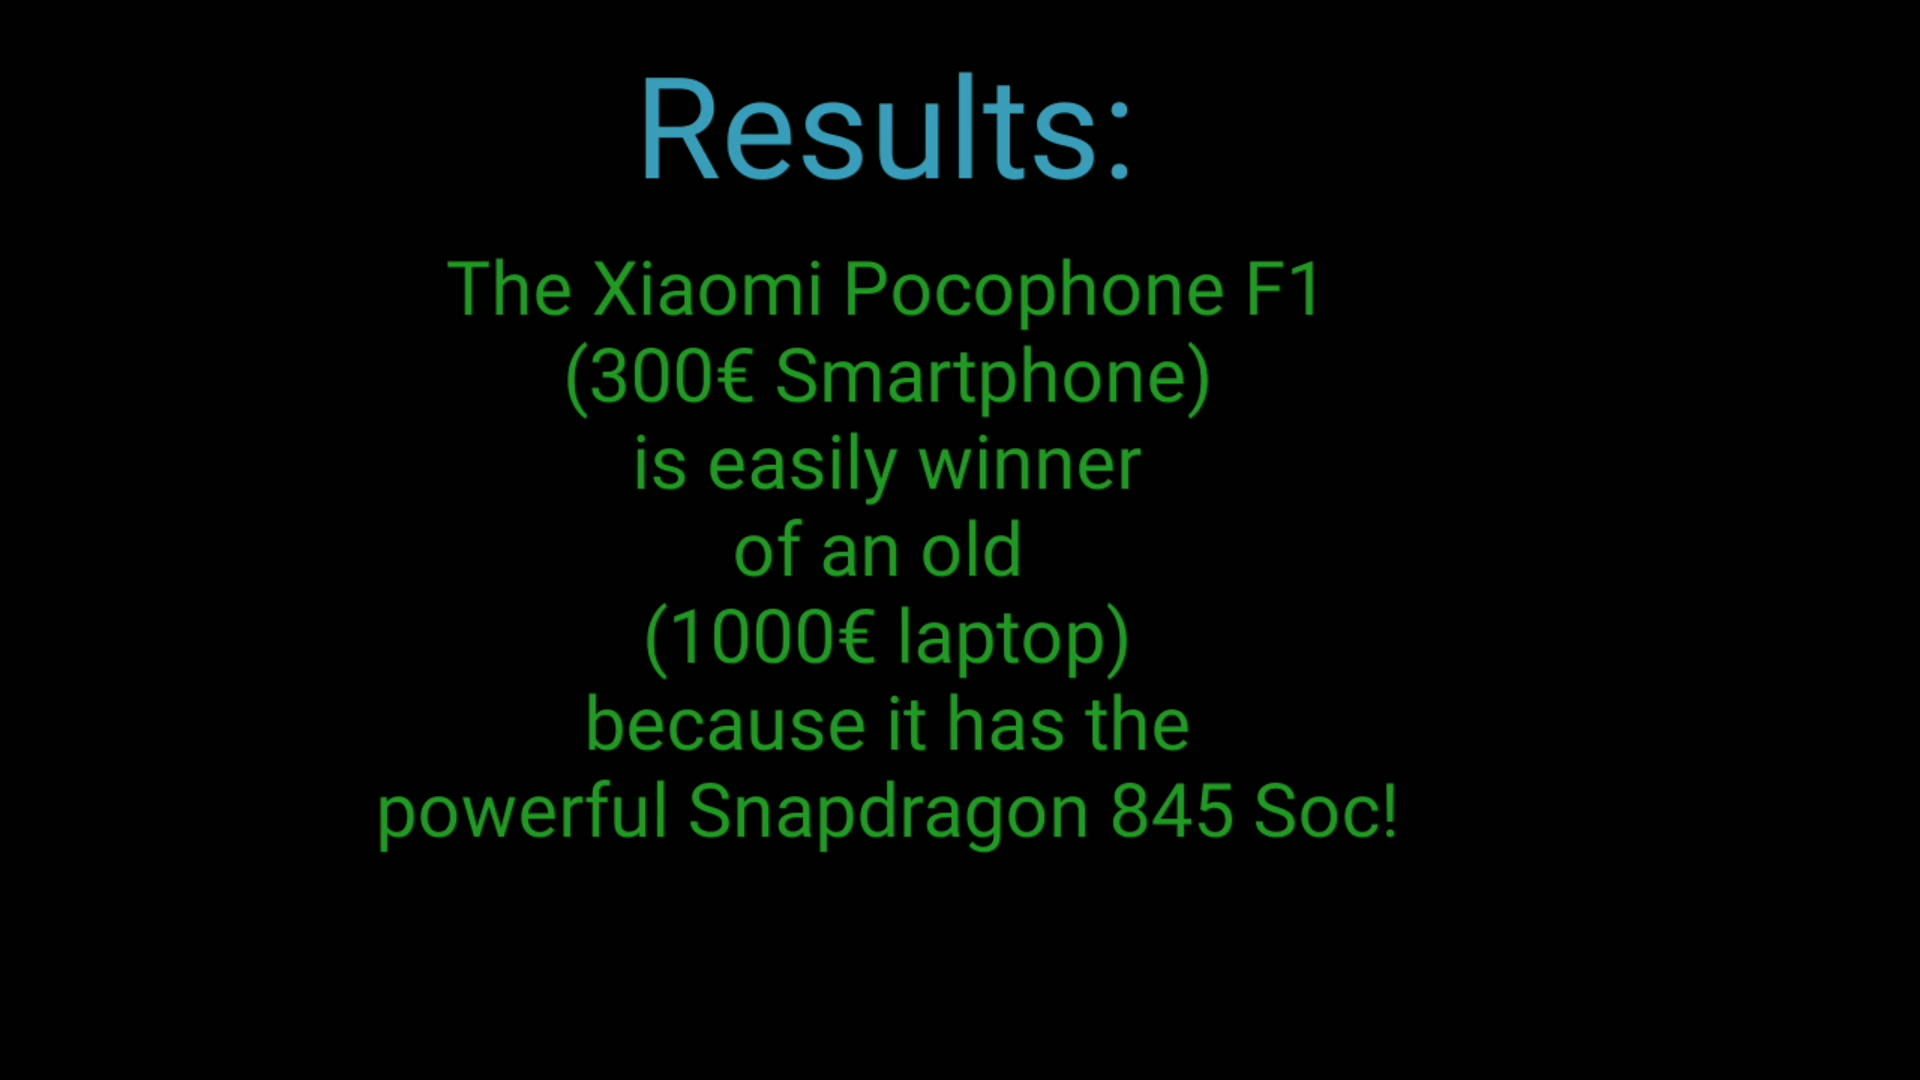 Results:
The Xiaomi Pocophone F1
(300€ Smartphone)
is easily winner
of an old
(1000€ laptop)
because it has the
powerful Snapdragon 845 Soc!